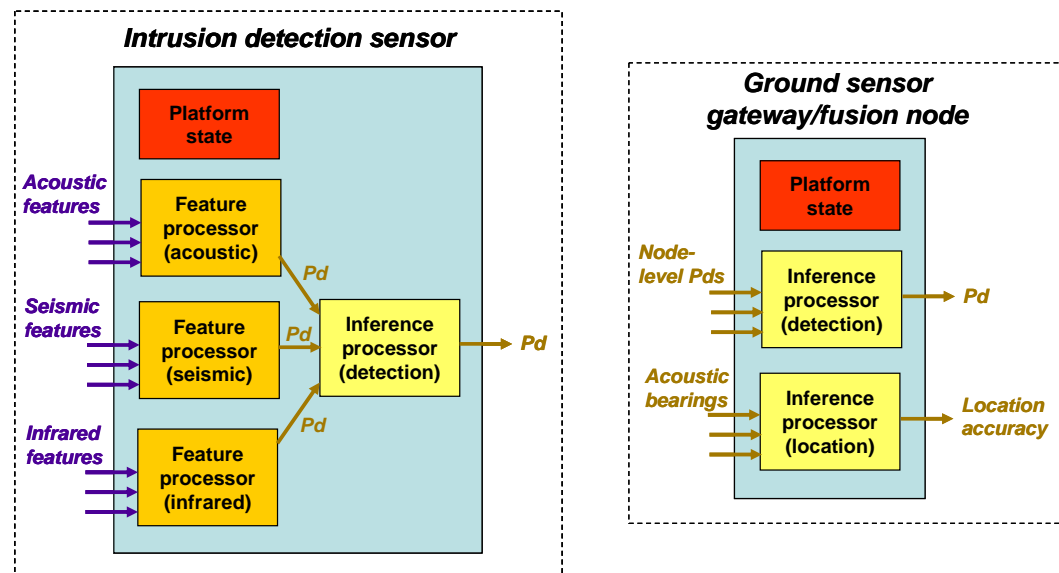 Intrusion detection sensor
Platform
state
Acoustic
features
Feature
processor
(acoustic)
Pd
Seismic
features
Feature
processor
(seismic)
Pd
Inference
processor
(detection)
Pd
Infrared
features
Feature
processor
(infrared)
Pd
Ground sensor
gateway/fusion node
Platform
state
Node-
level Pds
Inference
processor
(detection)
Pd
Acoustic
bearings
Inference
processor
(location)
Location
accuracy